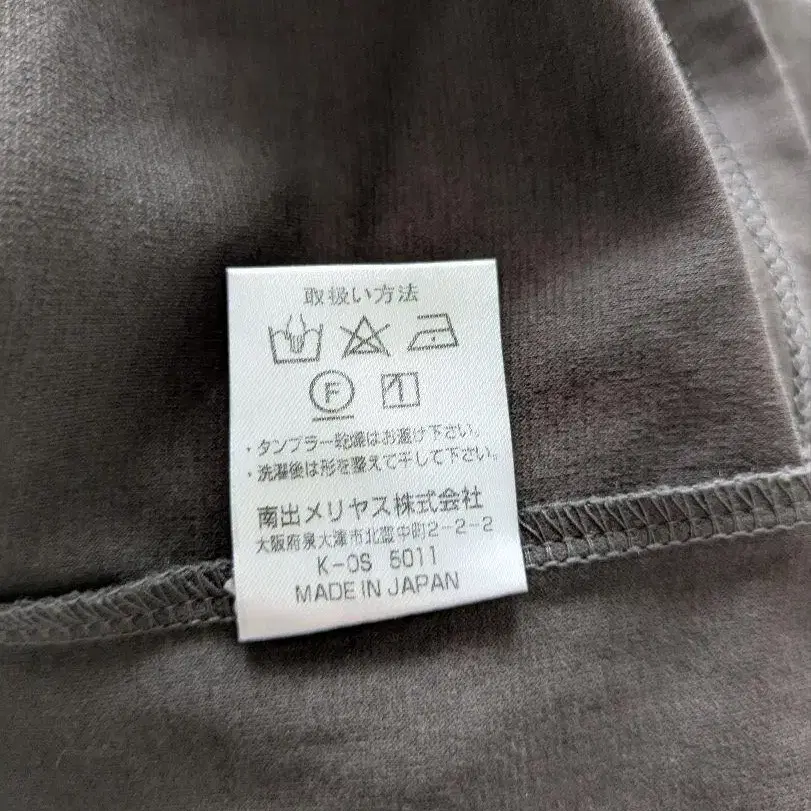 取扱い方法
F
・タンブラー乾燥はお避け下さい。
・洗濯後は形を整えて干して下さい。
南出メリヤス株式会社
大阪府泉大津市北豊中町2-2-2
K-OS 5011
MADE IN JAPAN